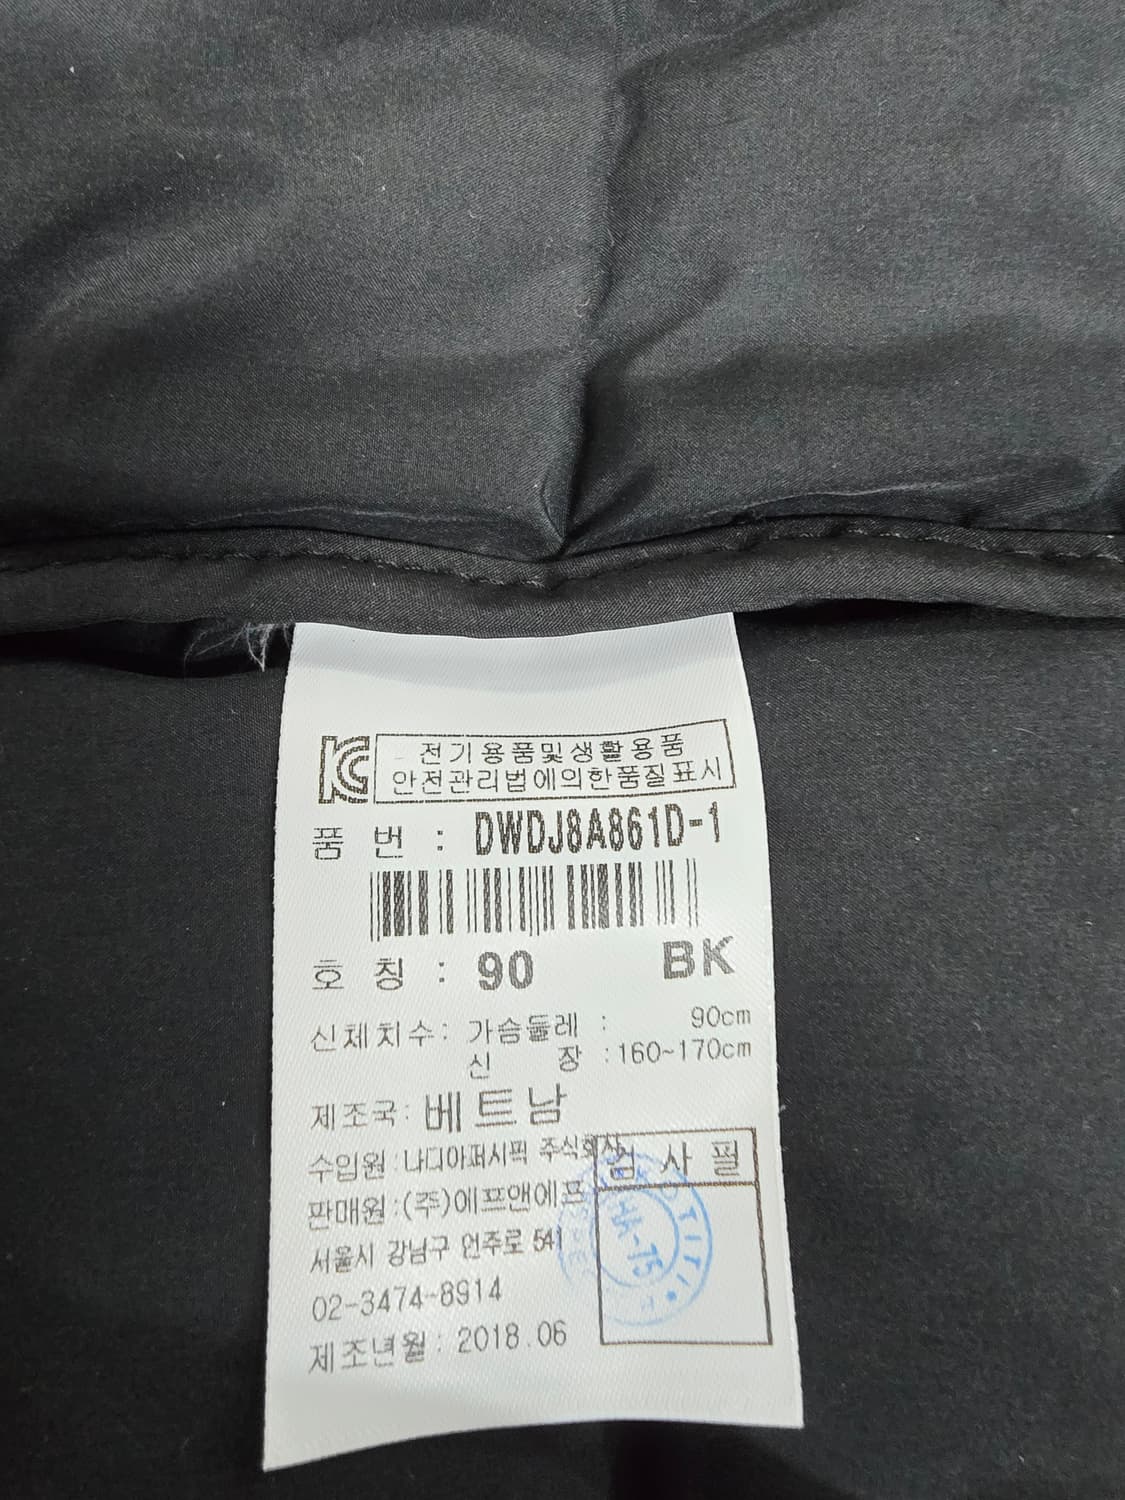 KC 전기용품및생활용품
안전관리법에의한품질표시
품 번 : DWDJ8A861D-1
호 칭 : 90 BK
신체치수: 가슴둘레 : 90cm
신 장 :160~170cm
제조국: 베트남
수입원:나디아퍼시픽 주식회사
검 사 필
판매원:(주)에프앤에프
서울시 강남구 언주로 541
02-3474-8914
제조년월: 2018.06